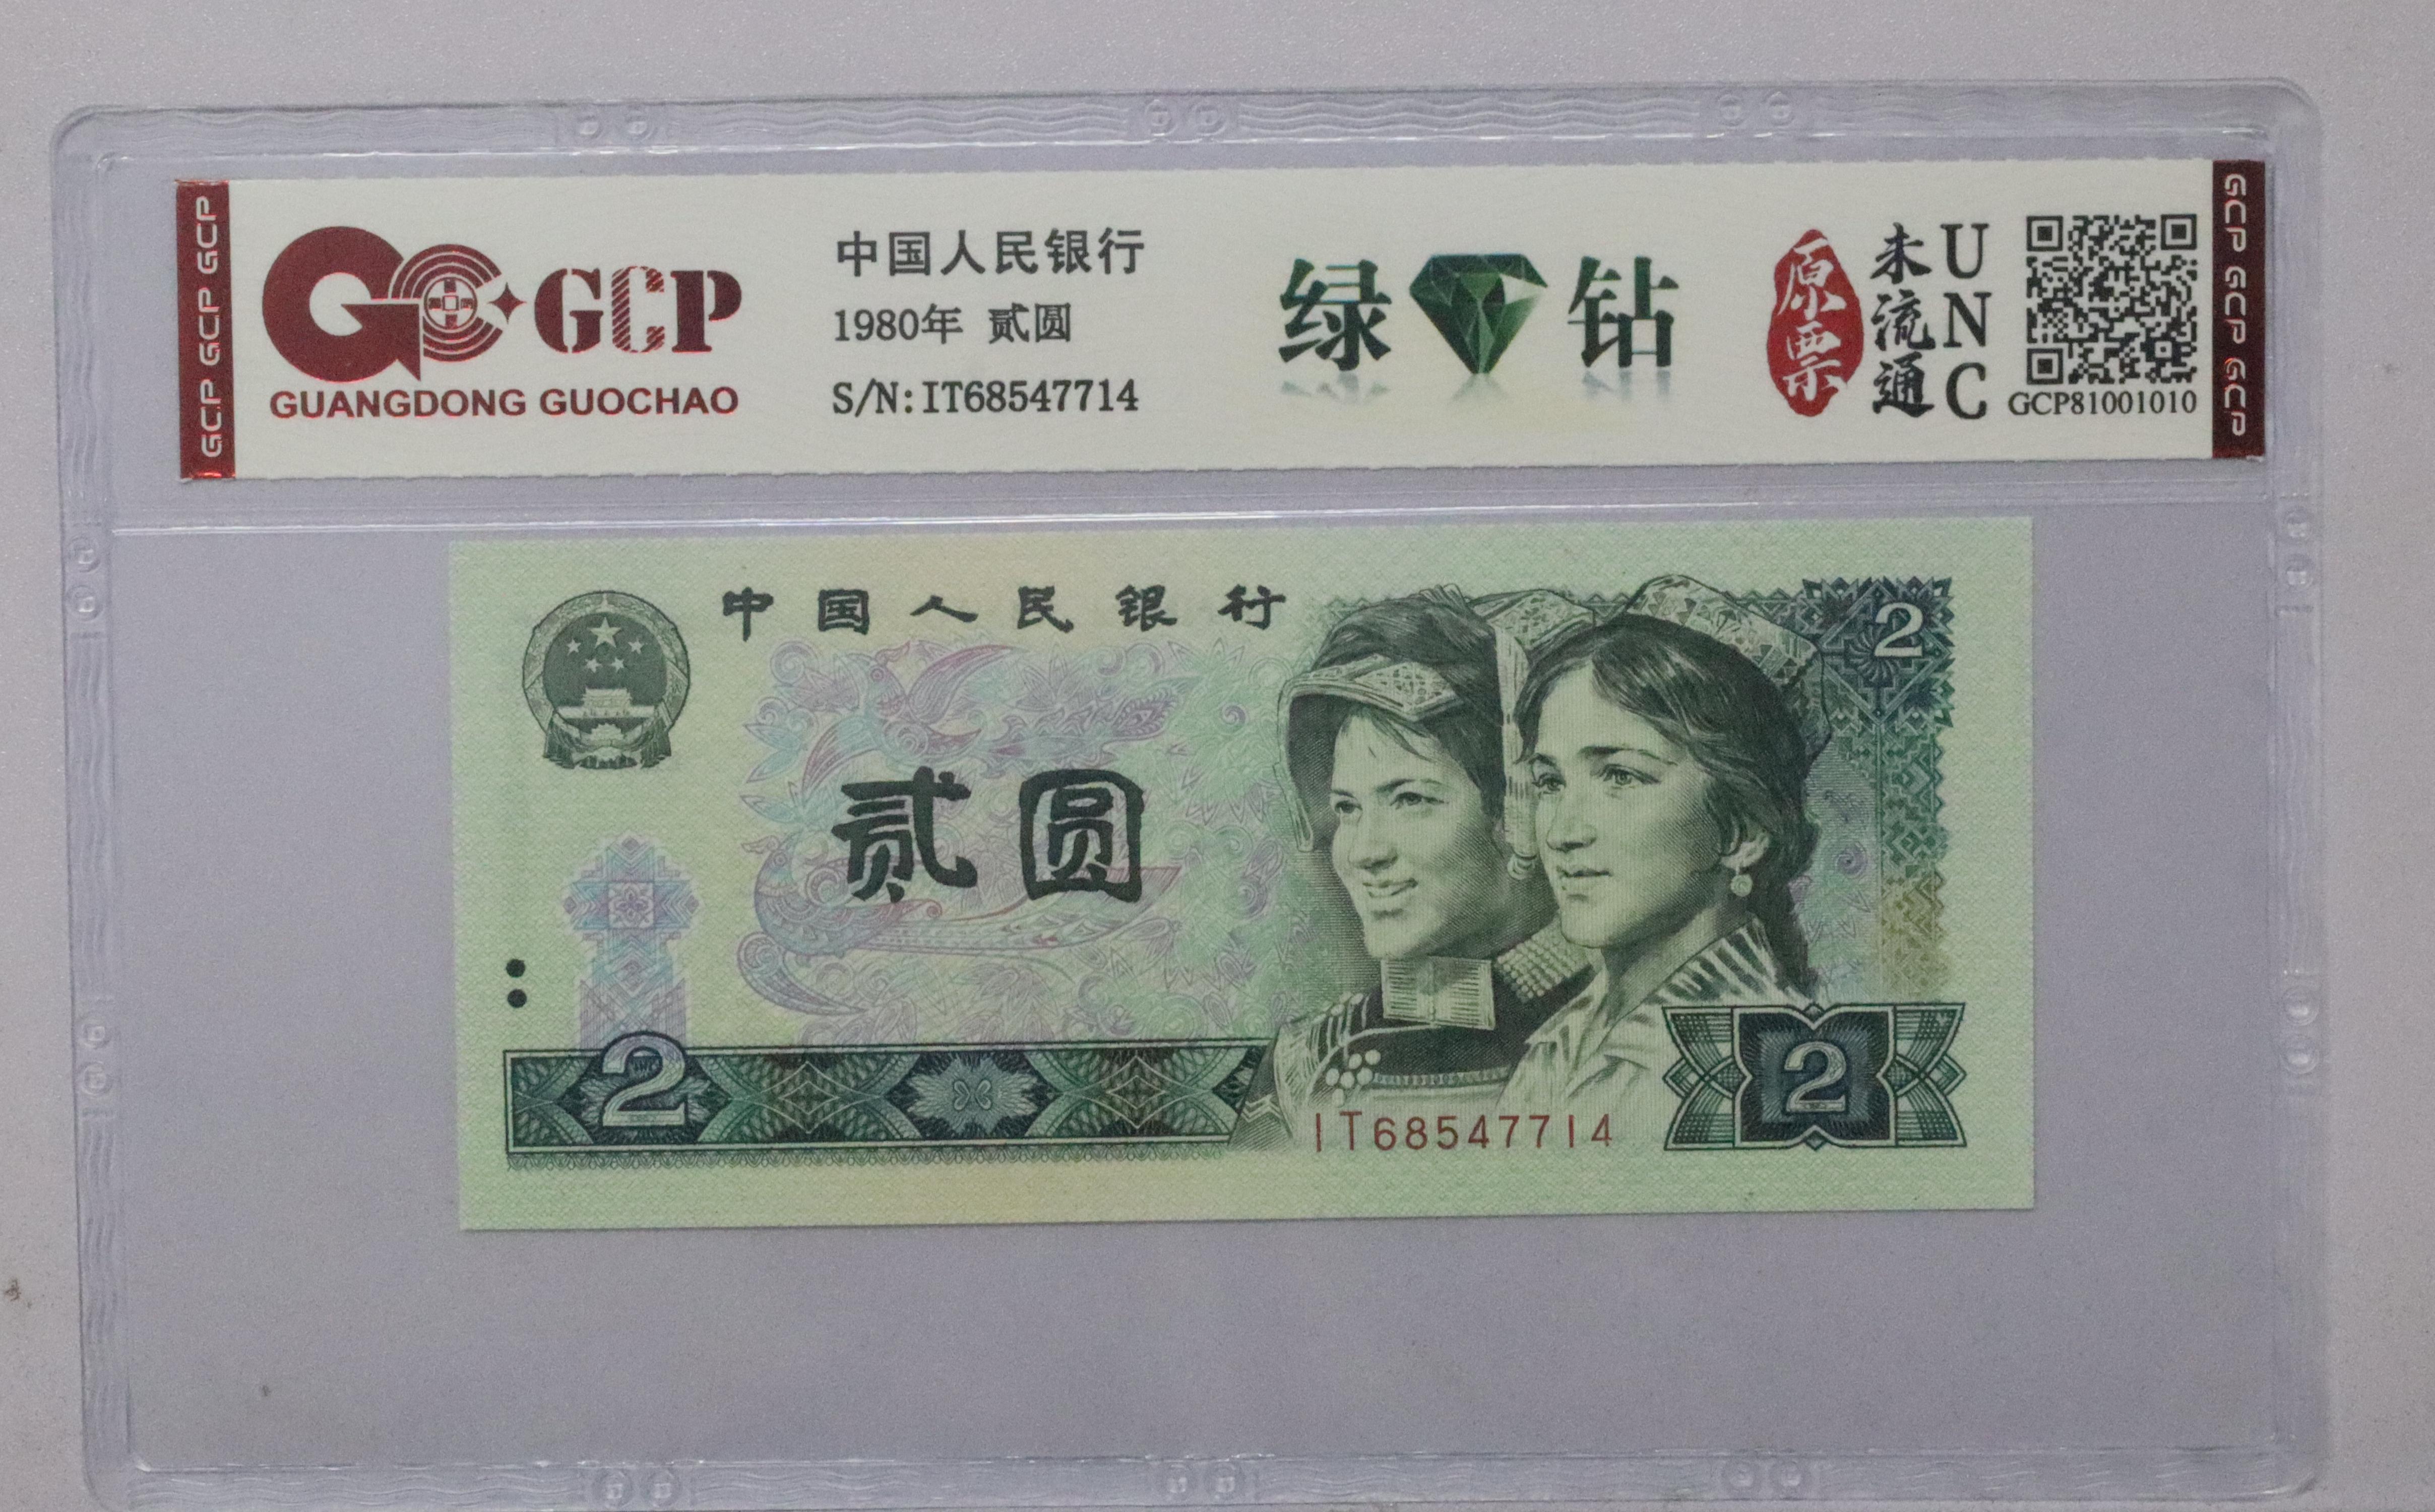 GCP GCP GCP GCP
GCP
GUANGDONG GUOCHAO
中国人民银行
1980年 贰圆
S/N:IT68547714
绿钻
原票
未流通
UNC
GCP81001010
GCP GCP GCP GCP
中国人民银行
2
贰圆
2
2
IT68547714